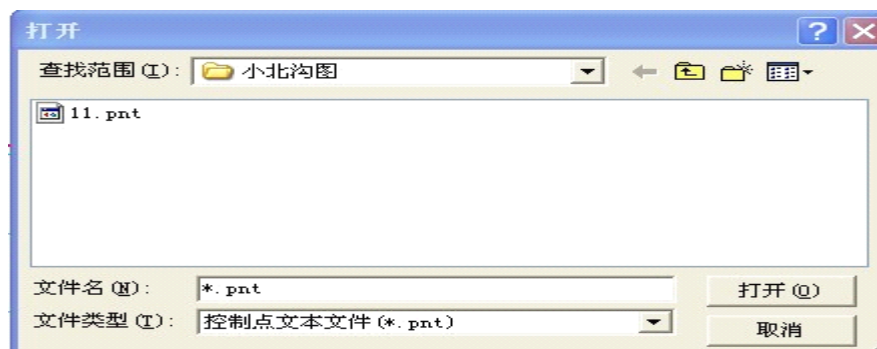 打开
查找范围(I): 小北沟图
11.pnt
文件名(N): *.pnt 打开(O)
文件类型(T): 控制点文本文件(*.pnt) 取消